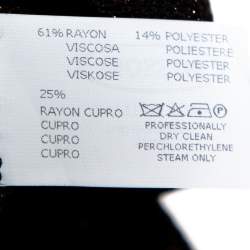 61% RAYON 14% POLYESTER
VISCOSA POLIESTERE
VISCOSE POLYESTER
VISKOSE POLYESTER
25%
RAYON CUPRO
CUPRO PROFESSIONALLY
CUPRO DRY CLEAN
CUPRO PERCHLORETHYLENE
STEAM ONLY